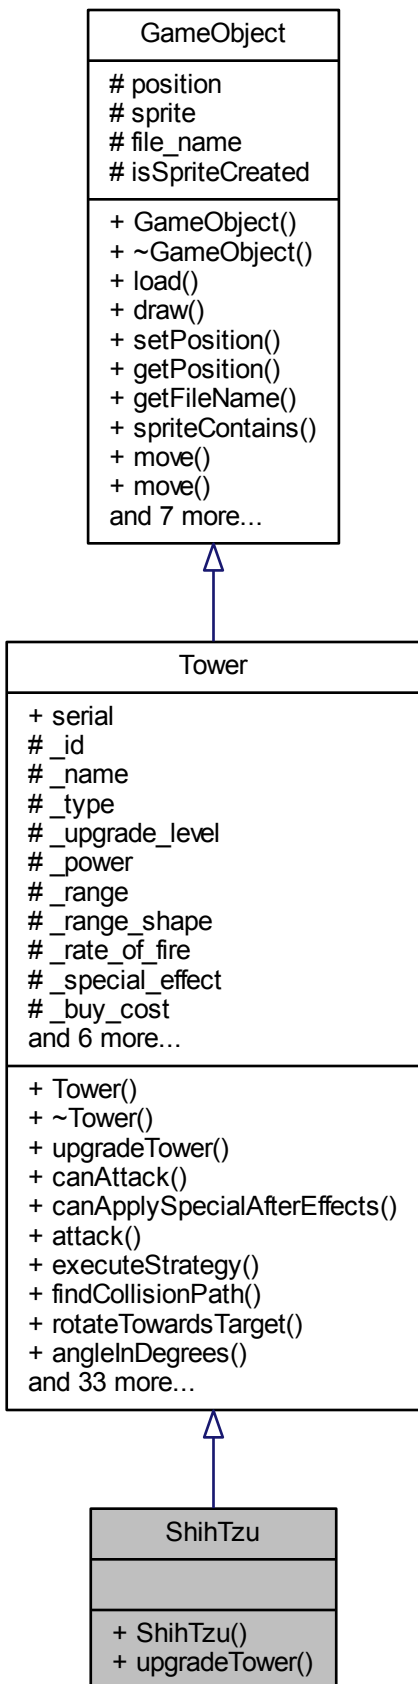 GameObject
# position
# sprite
# file_name
# isSpriteCreated
+ GameObject()
+ ~GameObject()
+ load()
+ draw()
+ setPosition()
+ getPosition()
+ getFileName()
+ spriteContains()
+ move()
+ move()
and 7 more...
Tower
+ serial
# _id
# _name
# _type
# _upgrade_level
# _power
# _range
# _range_shape
# _rate_of_fire
# _special_effect
# _buy_cost
and 6 more...
+ Tower()
+ ~Tower()
+ upgradeTower()
+ canAttack()
+ canApplySpecialAfterEffects()
+ attack()
+ executeStrategy()
+ findCollisionPath()
+ rotateTowardsTarget()
+ angleInDegrees()
and 33 more...
ShihTzu
+ ShihTzu()
+ upgradeTower()